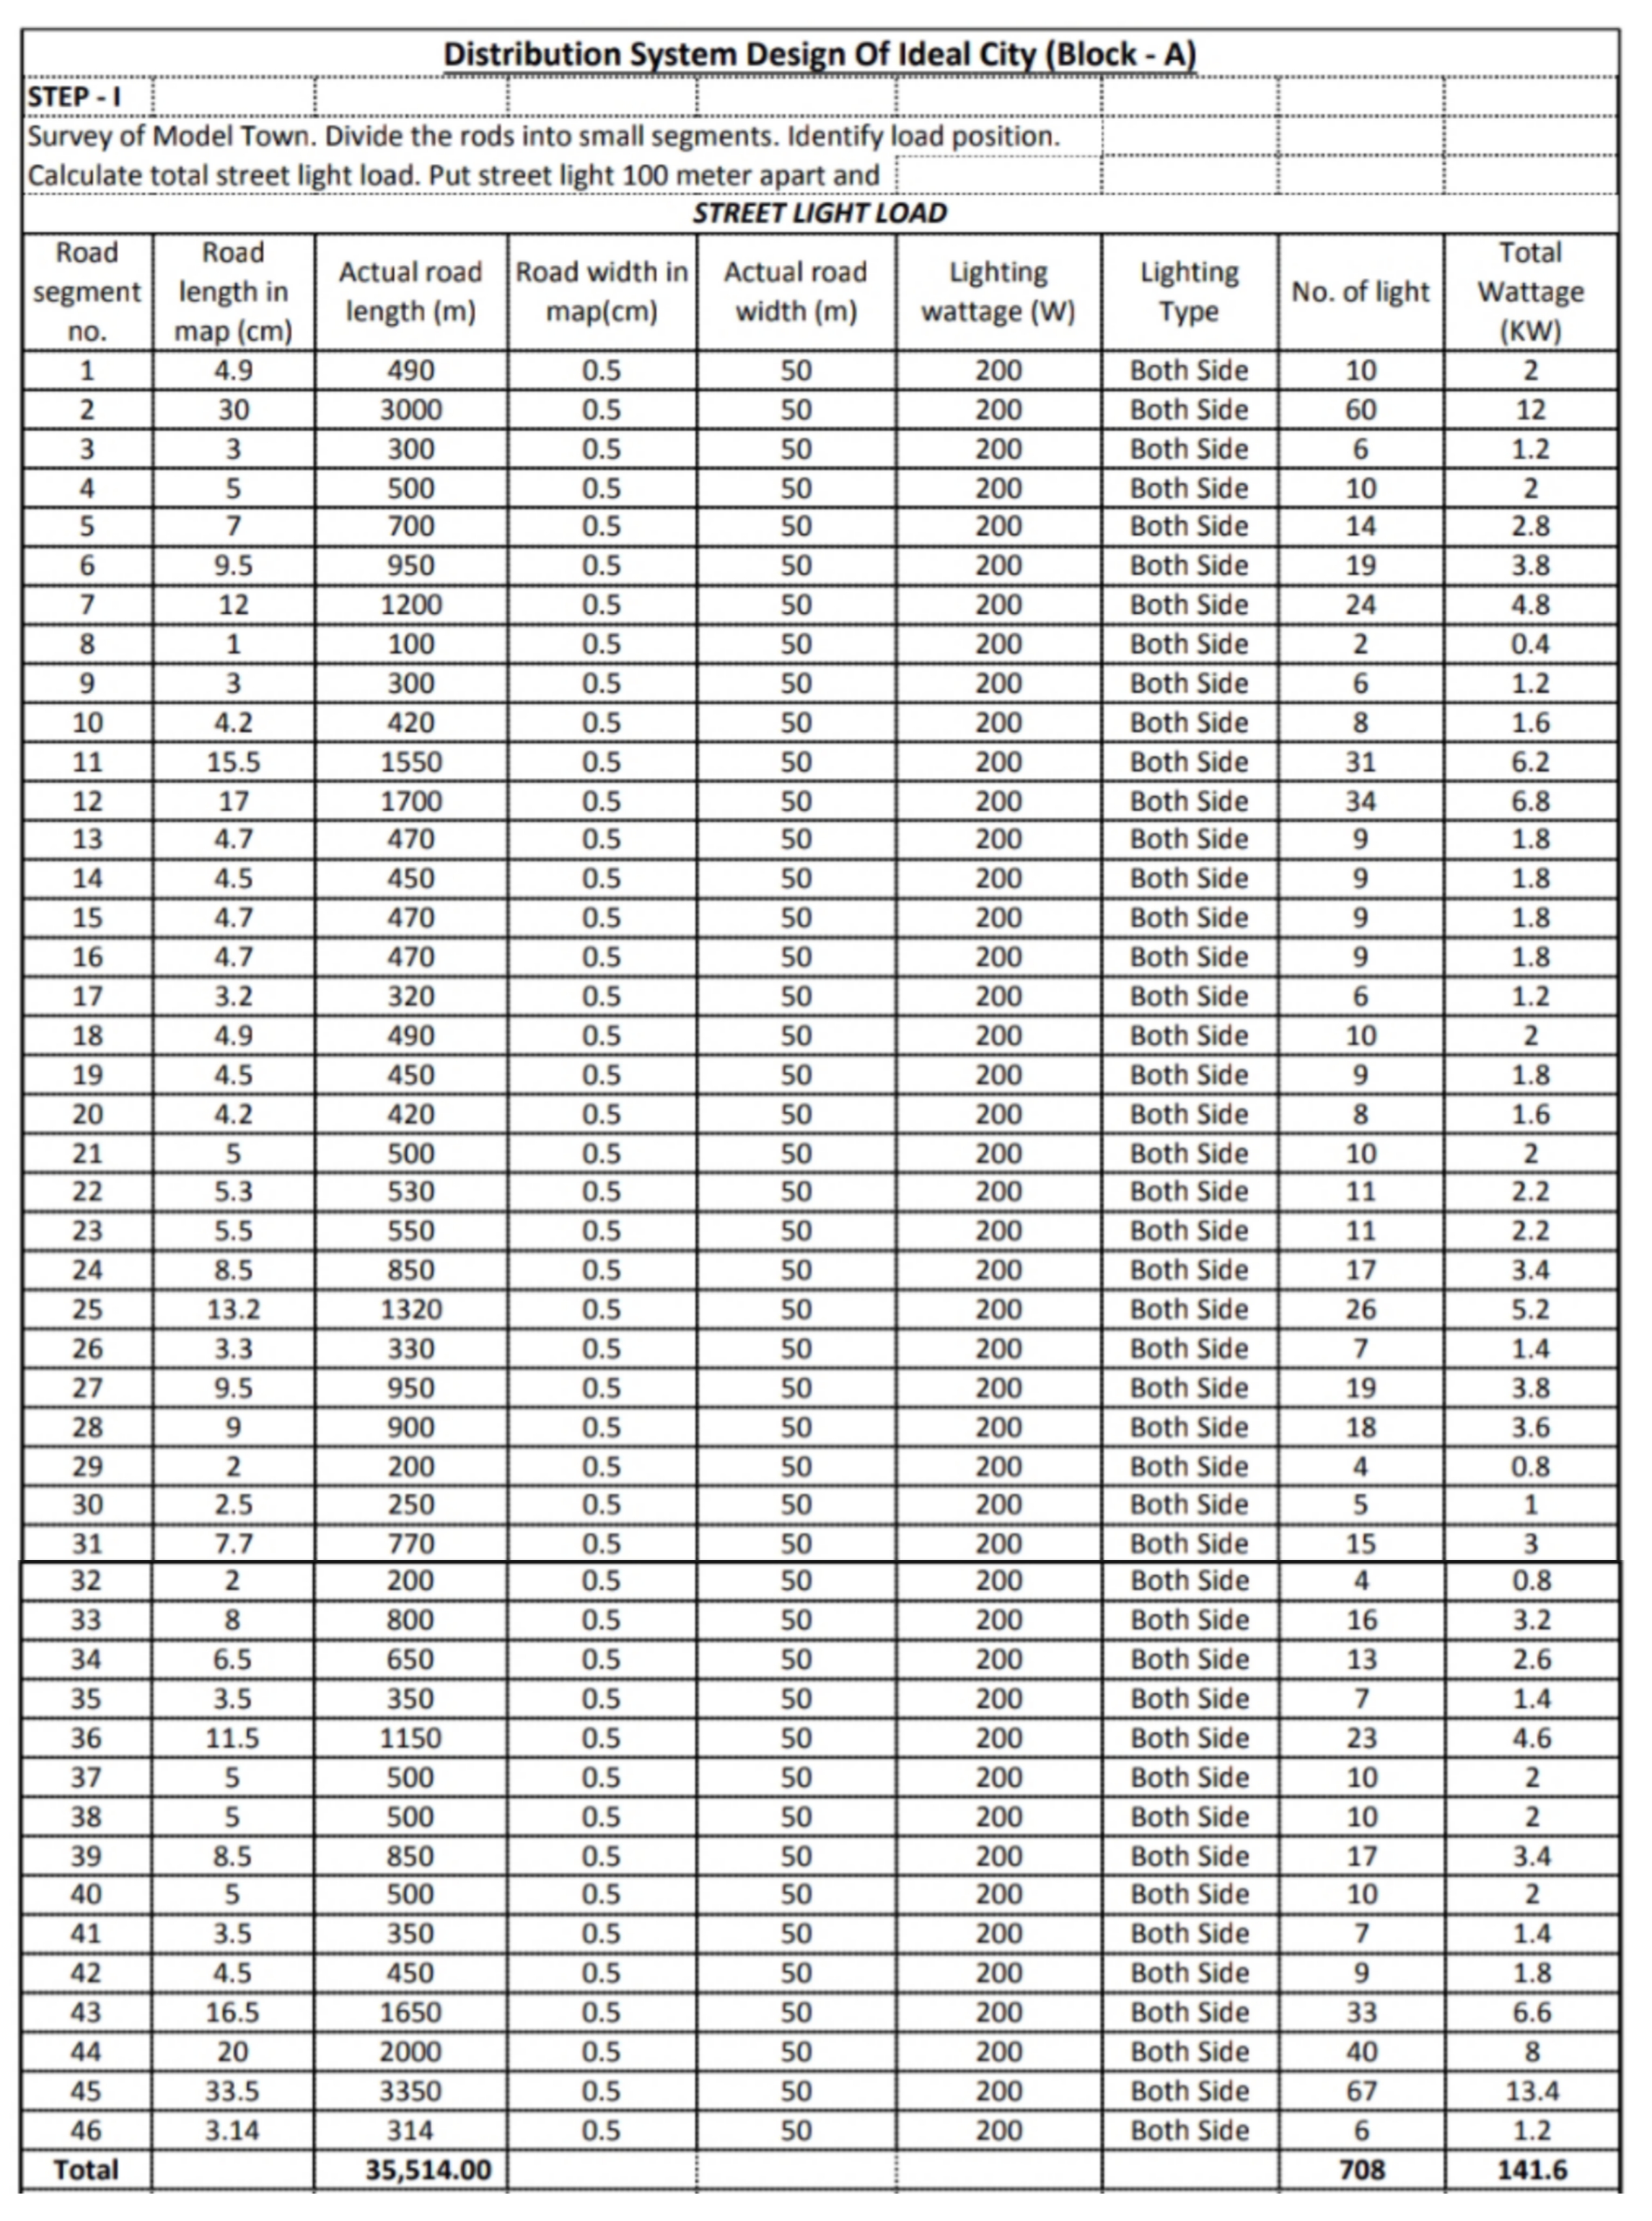 Distribution System Design Of Ideal City (Block - A)
STEP - I
Survey of Model Town. Divide the rods into small segments. Identify load position.
Calculate total street light load. Put street light 100 meter apart and
STREET LIGHT LOAD
Road segment no. Road length in map (cm) Actual road length (m) Road width in map(cm) Actual road width (m) Lighting wattage (W) Lighting Type No. of light Total Wattage (KW)
1 4.9 490 0.5 50 200 Both Side 10 2
2 30 3000 0.5 50 200 Both Side 60 12
3 3 300 0.5 50 200 Both Side 6 1.2
4 5 500 0.5 50 200 Both Side 10 2
5 7 700 0.5 50 200 Both Side 14 2.8
6 9.5 950 0.5 50 200 Both Side 19 3.8
7 12 1200 0.5 50 200 Both Side 24 4.8
8 1 100 0.5 50 200 Both Side 2 0.4
9 3 300 0.5 50 200 Both Side 6 1.2
10 4.2 420 0.5 50 200 Both Side 8 1.6
11 15.5 1550 0.5 50 200 Both Side 31 6.2
12 17 1700 0.5 50 200 Both Side 34 6.8
13 4.7 470 0.5 50 200 Both Side 9 1.8
14 4.5 450 0.5 50 200 Both Side 9 1.8
15 4.7 470 0.5 50 200 Both Side 9 1.8
16 4.7 470 0.5 50 200 Both Side 9 1.8
17 3.2 320 0.5 50 200 Both Side 6 1.2
18 4.9 490 0.5 50 200 Both Side 10 2
19 4.5 450 0.5 50 200 Both Side 9 1.8
20 4.2 420 0.5 50 200 Both Side 8 1.6
21 5 500 0.5 50 200 Both Side 10 2
22 5.3 530 0.5 50 200 Both Side 11 2.2
23 5.5 550 0.5 50 200 Both Side 11 2.2
24 8.5 850 0.5 50 200 Both Side 17 3.4
25 13.2 1320 0.5 50 200 Both Side 26 5.2
26 3.3 330 0.5 50 200 Both Side 7 1.4
27 9.5 950 0.5 50 200 Both Side 19 3.8
28 9 900 0.5 50 200 Both Side 18 3.6
29 2 200 0.5 50 200 Both Side 4 0.8
30 2.5 250 0.5 50 200 Both Side 5 1
31 7.7 770 0.5 50 200 Both Side 15 3
32 2 200 0.5 50 200 Both Side 4 0.8
33 8 800 0.5 50 200 Both Side 16 3.2
34 6.5 650 0.5 50 200 Both Side 13 2.6
35 3.5 350 0.5 50 200 Both Side 7 1.4
36 11.5 1150 0.5 50 200 Both Side 23 4.6
37 5 500 0.5 50 200 Both Side 10 2
38 5 500 0.5 50 200 Both Side 10 2
39 8.5 850 0.5 50 200 Both Side 17 3.4
40 5 500 0.5 50 200 Both Side 10 2
41 3.5 350 0.5 50 200 Both Side 7 1.4
42 4.5 450 0.5 50 200 Both Side 9 1.8
43 16.5 1650 0.5 50 200 Both Side 33 6.6
44 20 2000 0.5 50 200 Both Side 40 8
45 33.5 3350 0.5 50 200 Both Side 67 13.4
46 3.14 314 0.5 50 200 Both Side 6 1.2
Total 35,514.00 708 141.6